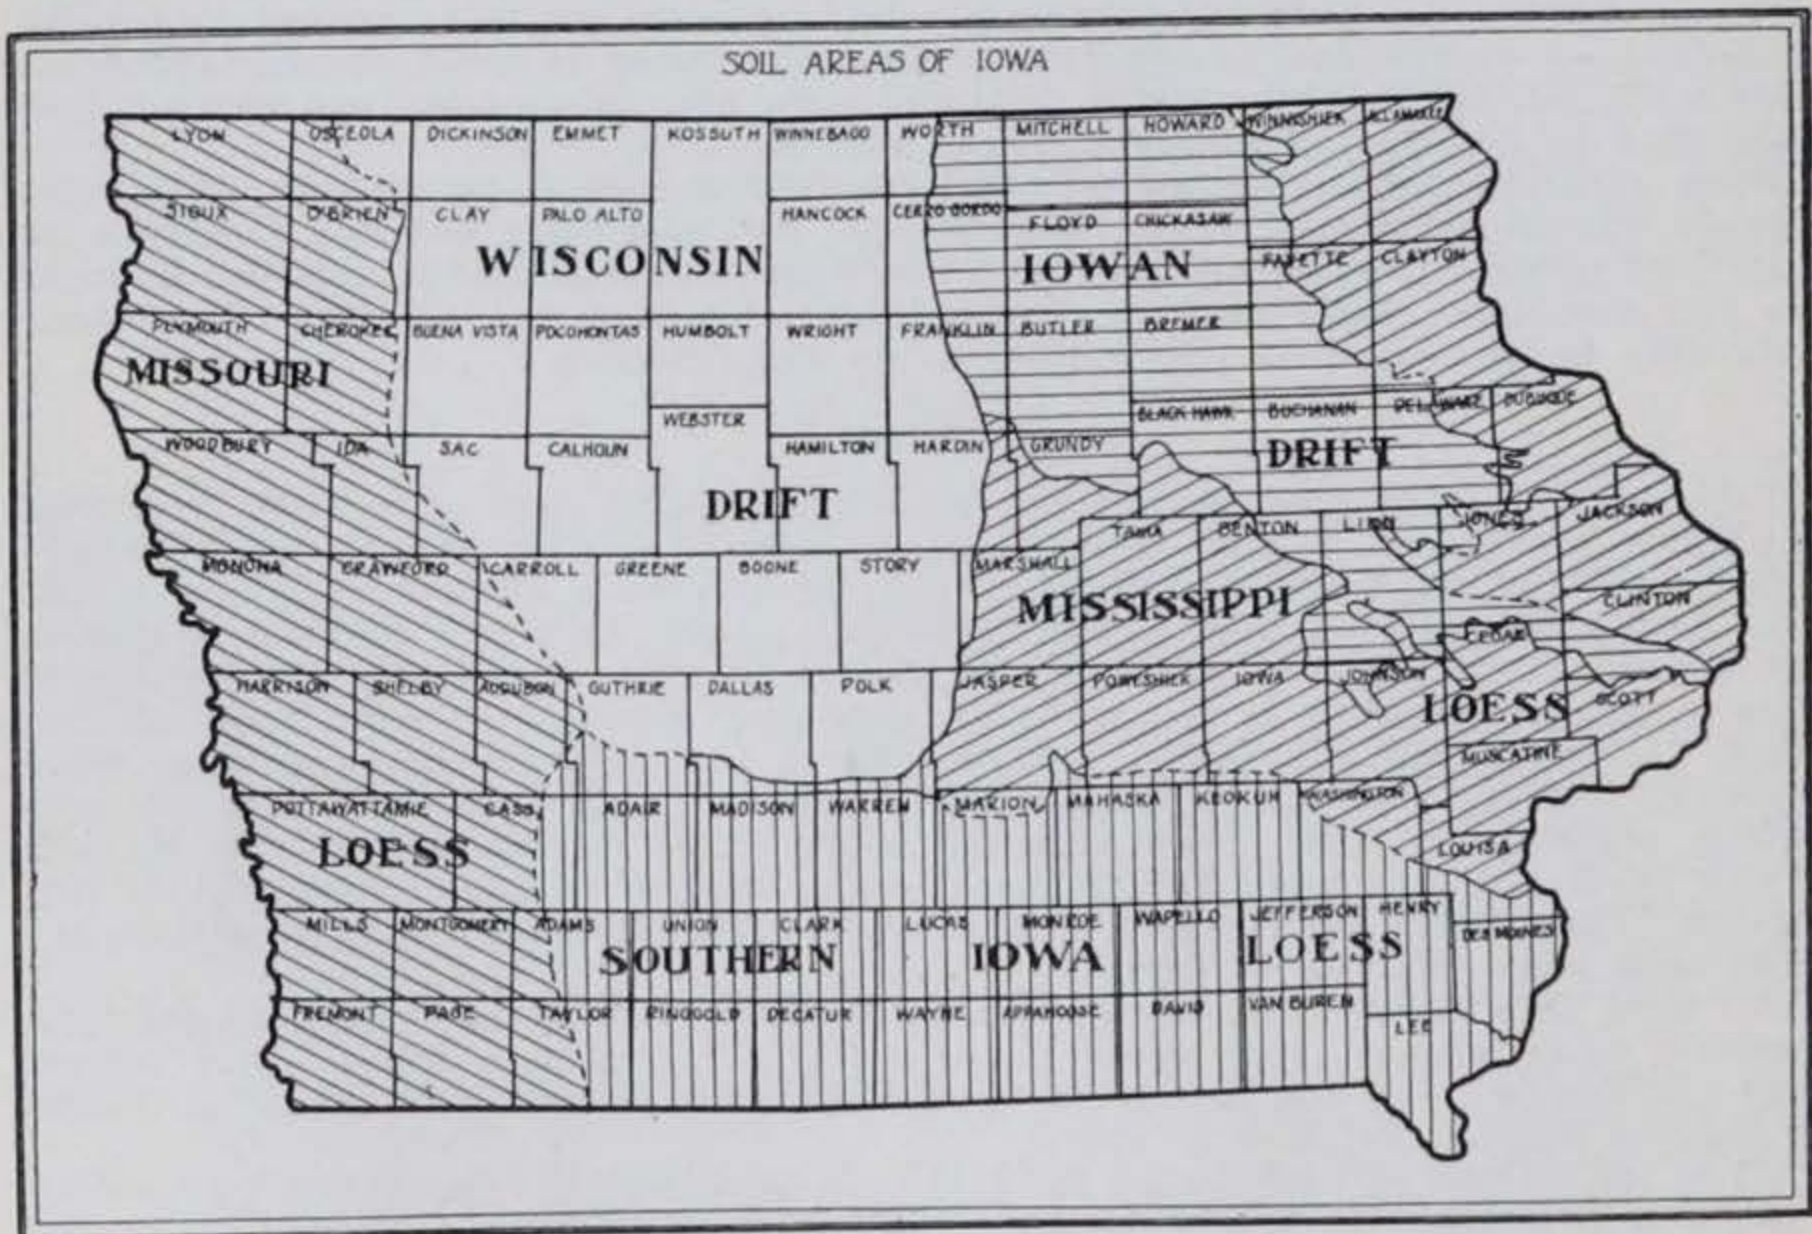 SOIL AREAS OF IOWA
LYON OSCEOLA DICKINSON EMMET KOSSUTH WINNEBAGO WORTH MITCHELL HOWARD WINNISHIEK ALLAMAKEE
SIOUX O'BRIEN CLAY PALO ALTO HANCOCK CERRO GORDO FLOYD CHICKASAW
WISCONSIN IOWAN
FAYETTE CLAYTON
PLYMOUTH CHEROKEE BUENA VISTA POCOHONTAS HUMBOLT WRIGHT FRANKLIN BUTLER BREMER
MISSOURI
WEBSTER BLACK HAWK BUCHANAN DELAWARE DUBUQUE
WOODBURY IDA SAC CALHOUN HAMILTON HARDIN GRUNDY
DRIFT
DRIFT
TAMA BENTON LINN JONES JACKSON
MONONA CRAWFORD CARROLL GREENE BOONE STORY MARSHALL
MISSISSIPPI
CLINTON
CEDAR
HARRISON SHELBY AUDUBON GUTHRIE DALLAS POLK JASPER POWESHIEK IOWA JOHNSON
LOESS
SCOTT
MUSCATINE
POTTAWATTAMIE CASS ADAIR MADISON WARREN MARION MAHASKA KEOKUK WASHINGTON
LOESS
LOUISA
MILLS MONTGOMERY ADAMS UNION CLARK LUCAS MONROE WAPELLO JEFFERSON HENRY
DES MOINES
SOUTHERN IOWA LOESS
FREMONT PAGE TAYLOR RINGGOLD DECATUR WAYNE APPANOOSE DAVIS VAN BUREN
LEE